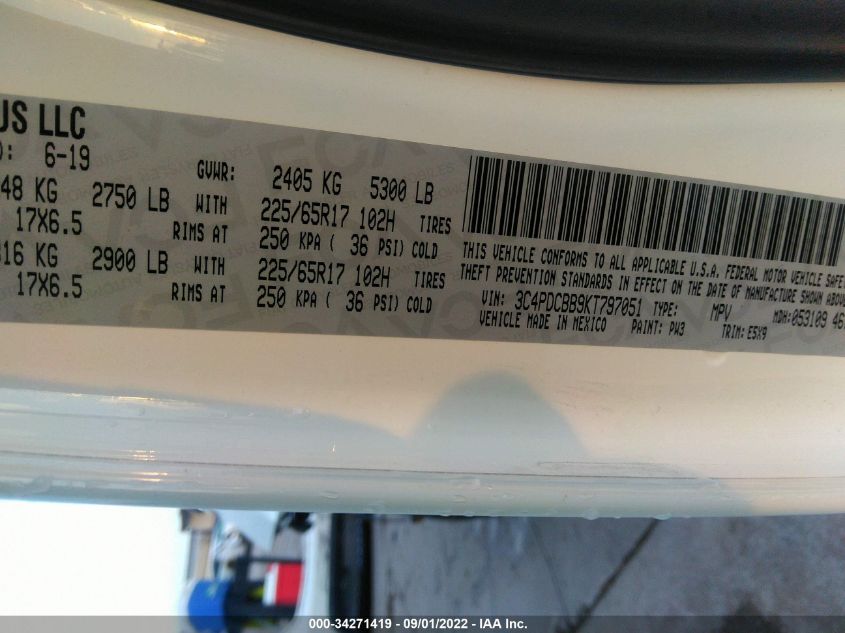 US LLC
6-19
GVWR: 2405 KG 5300 LB
48 KG 2750 LB WITH 225/65R17 102H TIRES
17X6.5 RIMS AT 250 KPA ( 36 PSI) COLD
16 KG 2900 LB WITH 225/65R17 102H TIRES
17X6.5 RIMS AT 250 KPA ( 36 PSI) COLD
THIS VEHICLE CONFORMS TO ALL APPLICABLE U.S.A. FEDERAL MOTOR VEHICLE SAFE
THEFT PREVENTION STANDARDS IN EFFECT ON THE DATE OF MANUFACTURE SHOWN ABOV
VIN: 3C4PDCBB9KT797051 TYPE: MPV MDH: 053109 46
VEHICLE MADE IN MEXICO PAINT: PW3 TRIM: E5X9
000-34271419 - 09/01/2022 - IAA Inc.